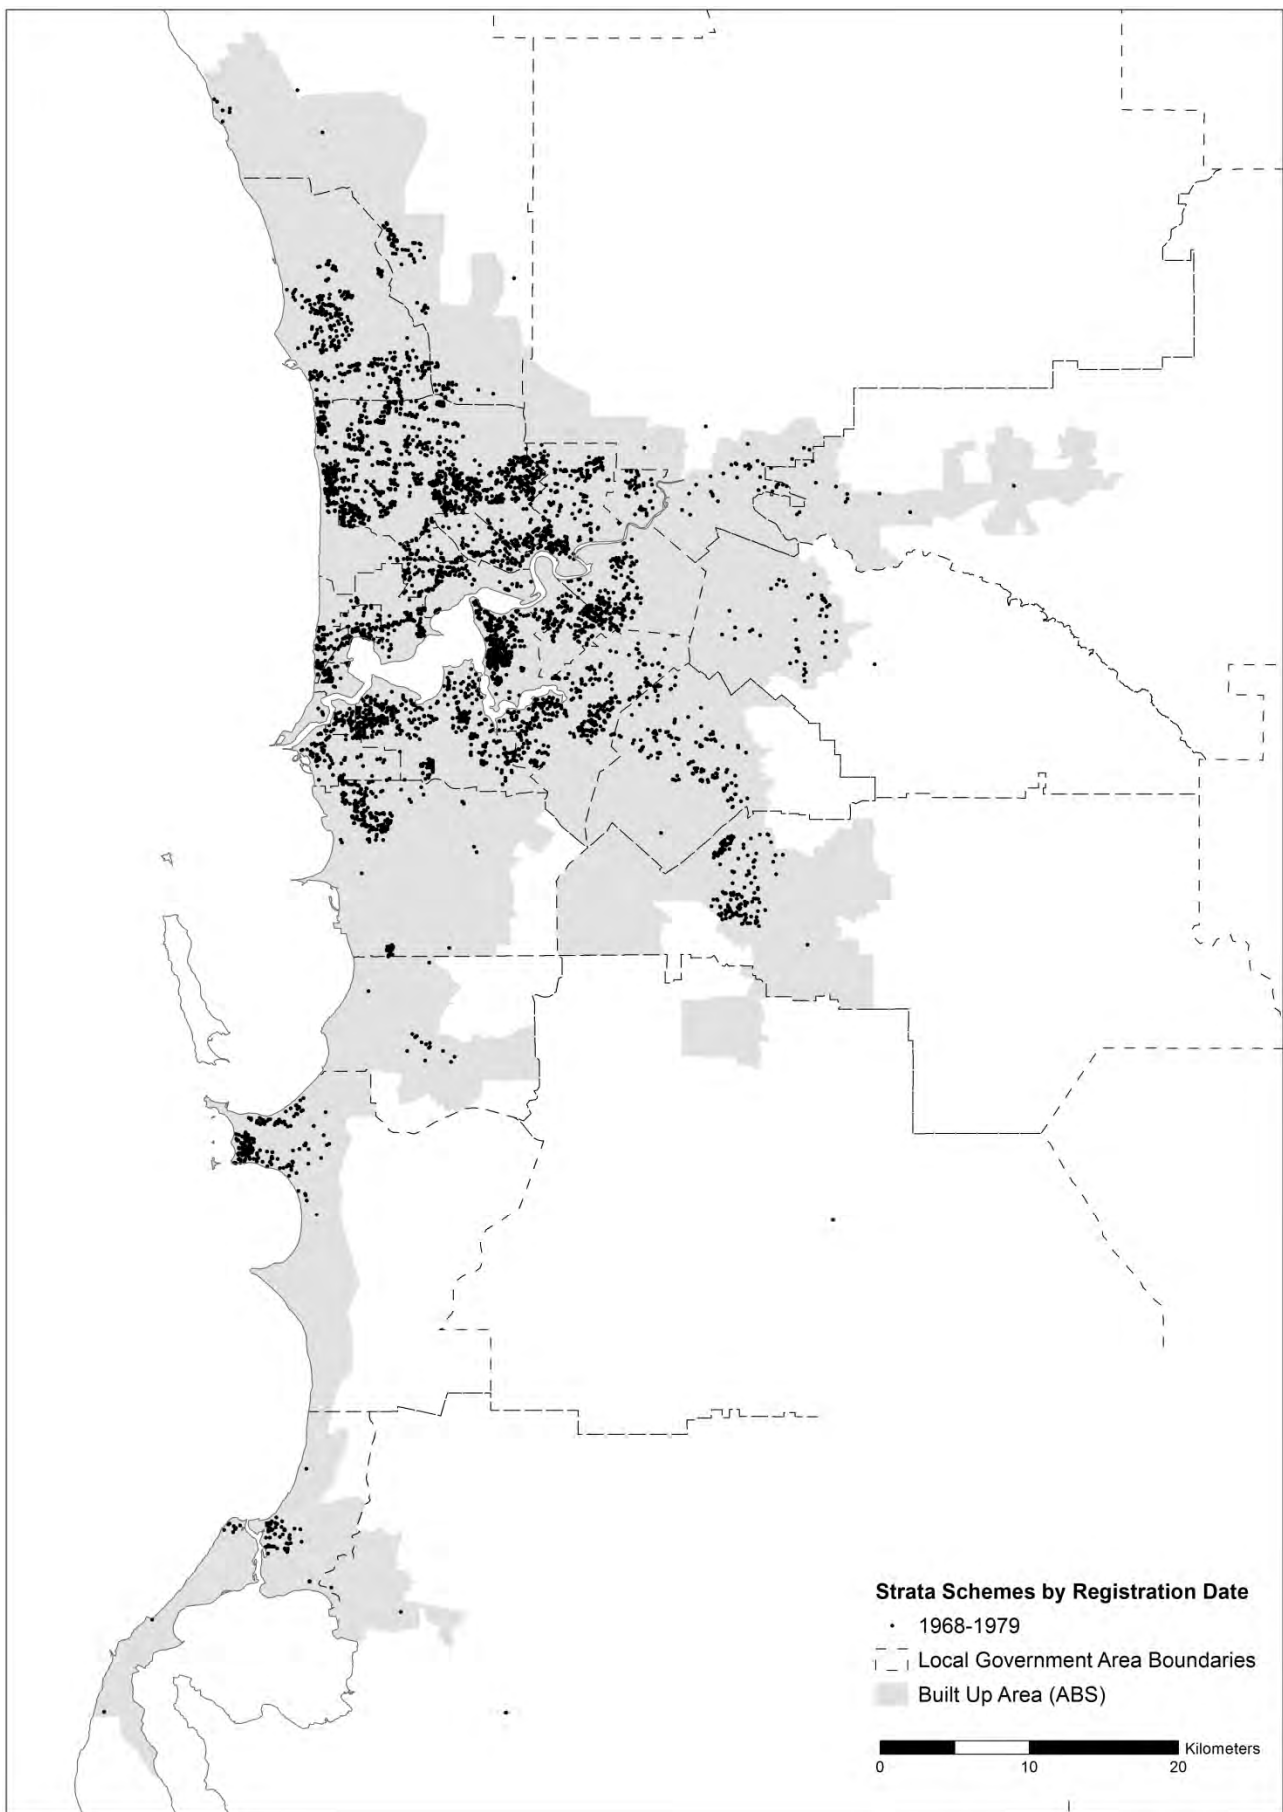 Strata Schemes by Registration Date
1968-1979
Local Government Area Boundaries
Built Up Area (ABS)
Kilometers
0 10 20